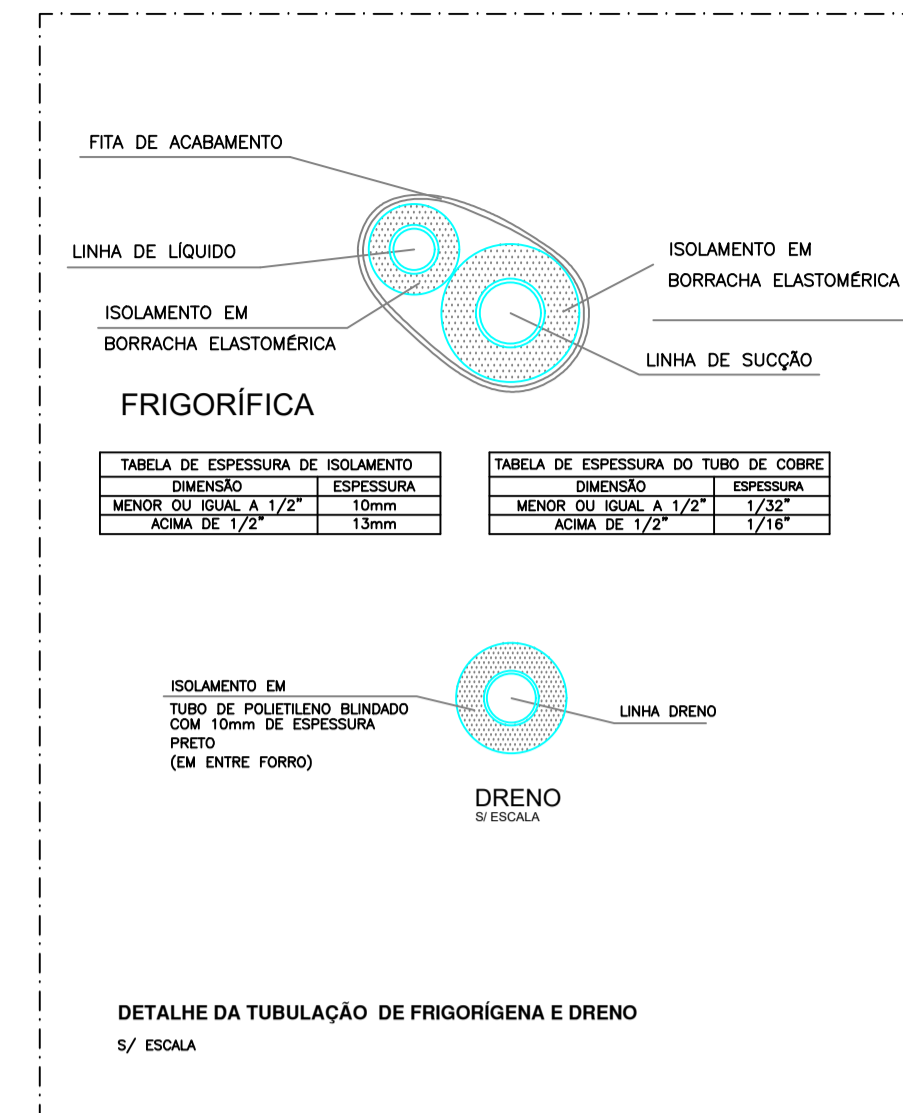 FITA DE ACABAMENTO
LINHA DE LÍQUIDO
ISOLAMENTO EM
BORRACHA ELASTOMÉRICA
ISOLAMENTO EM
BORRACHA ELASTOMÉRICA
LINHA DE SUCÇÃO
FRIGORÍFICA
TABELA DE ESPESSURA DE ISOLAMENTO
DIMENSÃO ESPESSURA
MENOR OU IGUAL A 1/2" 10mm
ACIMA DE 1/2" 13mm
TABELA DE ESPESSURA DO TUBO DE COBRE
DIMENSÃO ESPESSURA
MENOR OU IGUAL A 1/2" 1/32"
ACIMA DE 1/2" 1/16"
ISOLAMENTO EM
TUBO DE POLIETILENO BLINDADO
COM 10mm DE ESPESSURA
PRETO
(EM ENTRE FORRO)
LINHA DRENO
DRENO
S/ ESCALA
DETALHE DA TUBULAÇÃO DE FRIGORÍGENA E DRENO
S/ ESCALA